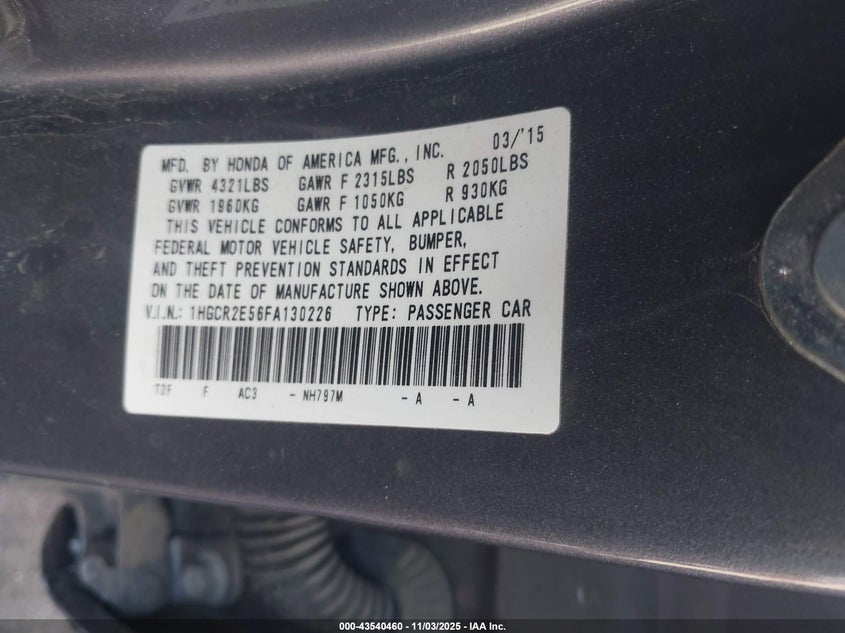 MFD. BY HONDA OF AMERICA MFG., INC. 03/'15
GVWR 4321LBS GAWR F 2315LBS R 2050LBS
GVWR 1960KG GAWR F 1050KG R 930KG
THIS VEHICLE CONFORMS TO ALL APPLICABLE
FEDERAL MOTOR VEHICLE SAFETY, BUMPER,
AND THEFT PREVENTION STANDARDS IN EFFECT
ON THE DATE OF MANUFACTURE SHOWN ABOVE.
V.I.N.: 1HGCR2E56FA130226 TYPE: PASSENGER CAR
T2F F AC3 - NH797M - A - A
000-43540460 - 11/03/2025 - IAA Inc.